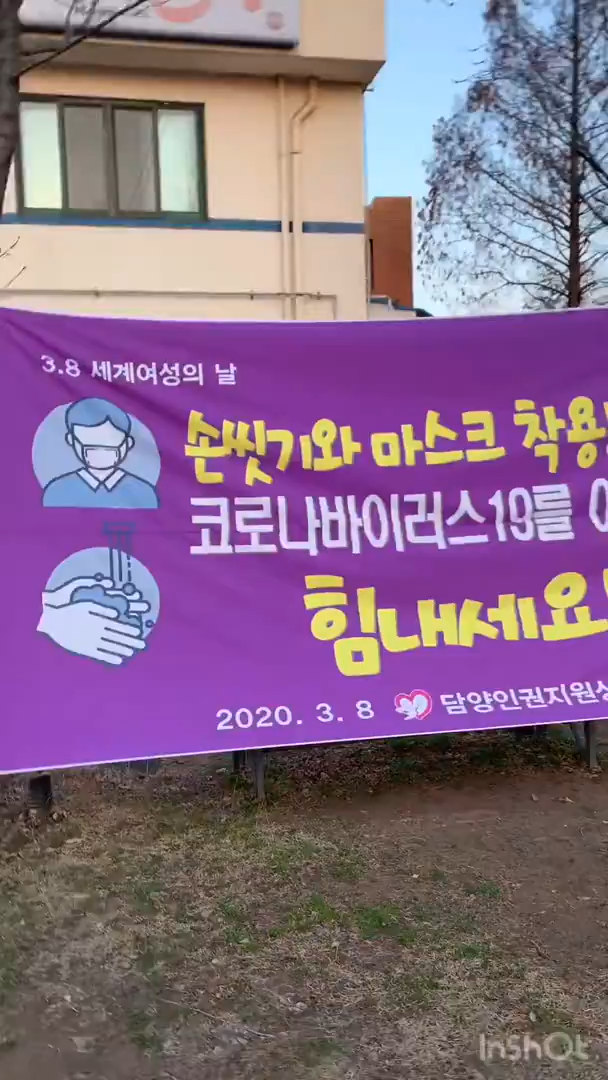 3.8 세계여성의 날
손씻기와 마스크 착용
코로나바이러스19를
힘내세요!
2020. 3. 8 담양인권지원상
InShOt